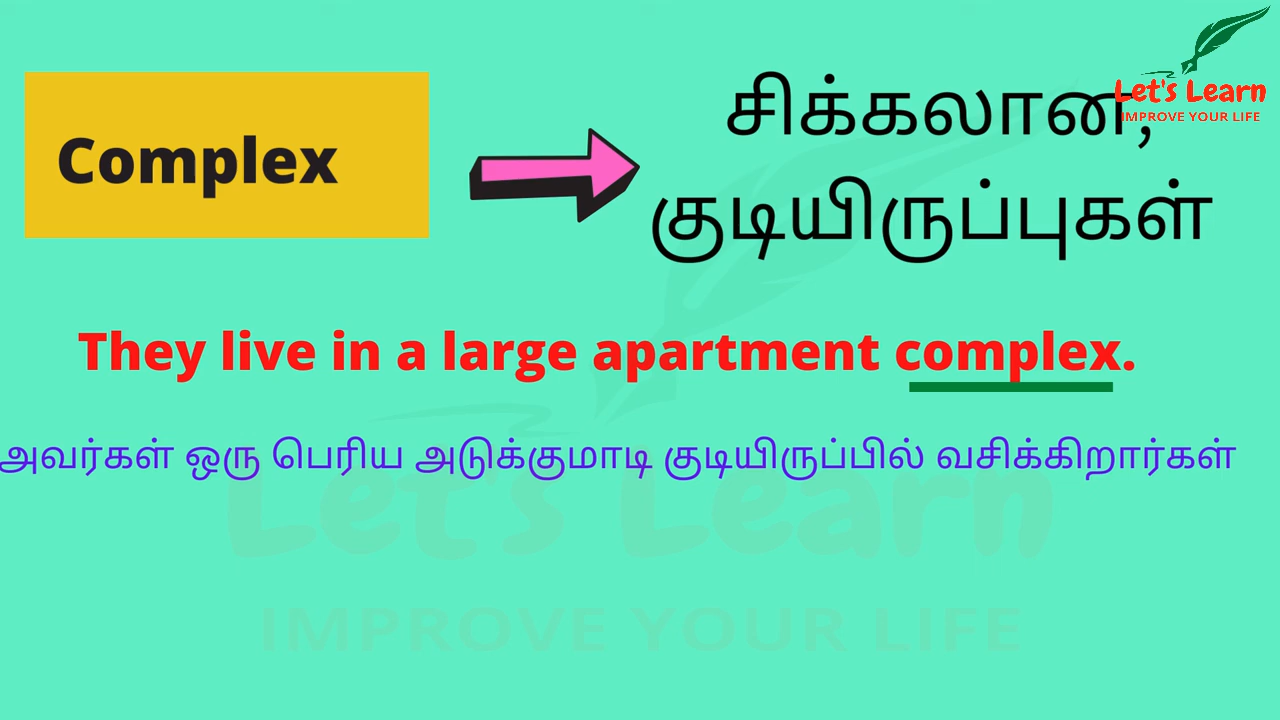 Let's Learn
IMPROVE YOUR LIFE
Complex
சிக்கலான,
குடியிருப்புகள்
They live in a large apartment complex.
அவர்கள் ஒரு பெரிய அடுக்குமாடி குடியிருப்பில் வசிக்கிறார்கள்
Let's Learn
IMPROVE YOUR LIFE